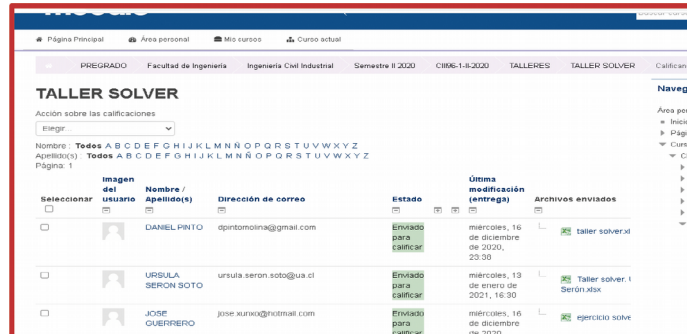 Página Principal Área personal Mis cursos Curso actual
PREGRADO Facultad de Ingeniería Ingeniería Civil Industrial Semestre II 2020 CII96-1-II-2020 TALLERES TALLER SOLVER
TALLER SOLVER
Acción sobre las calificaciones
Elegir...
Nombre : Todos A B C D E F G H I J K L M N Ñ O P Q R S T U V W X Y Z
Apellido(s) : Todos A B C D E F G H I J K L M N Ñ O P Q R S T U V W X Y Z
Página: 1
Seleccionar
Imagen
del
usuario
Nombre /
Apellido(s)
Dirección de correo
Estado
Última
modificación
(entrega)
Archivos enviados
DANIEL PINTO
dpintomolina@gmail.com
Enviado
para
calificar
miércoles, 16
de diciembre
de 2020,
23:38
taller solver.xl
URSULA
SERON SOTO
ursula.seron.soto@ua.cl
Enviado
para
calificar
miércoles, 13
de enero de
2021, 16:30
Taller solver.
Serón.xlsx
JOSE
GUERRERO
jose.xunxo@hotmail.com
Enviado
para
calificar
miércoles, 16
de diciembre
de 2020
ejercicio solve